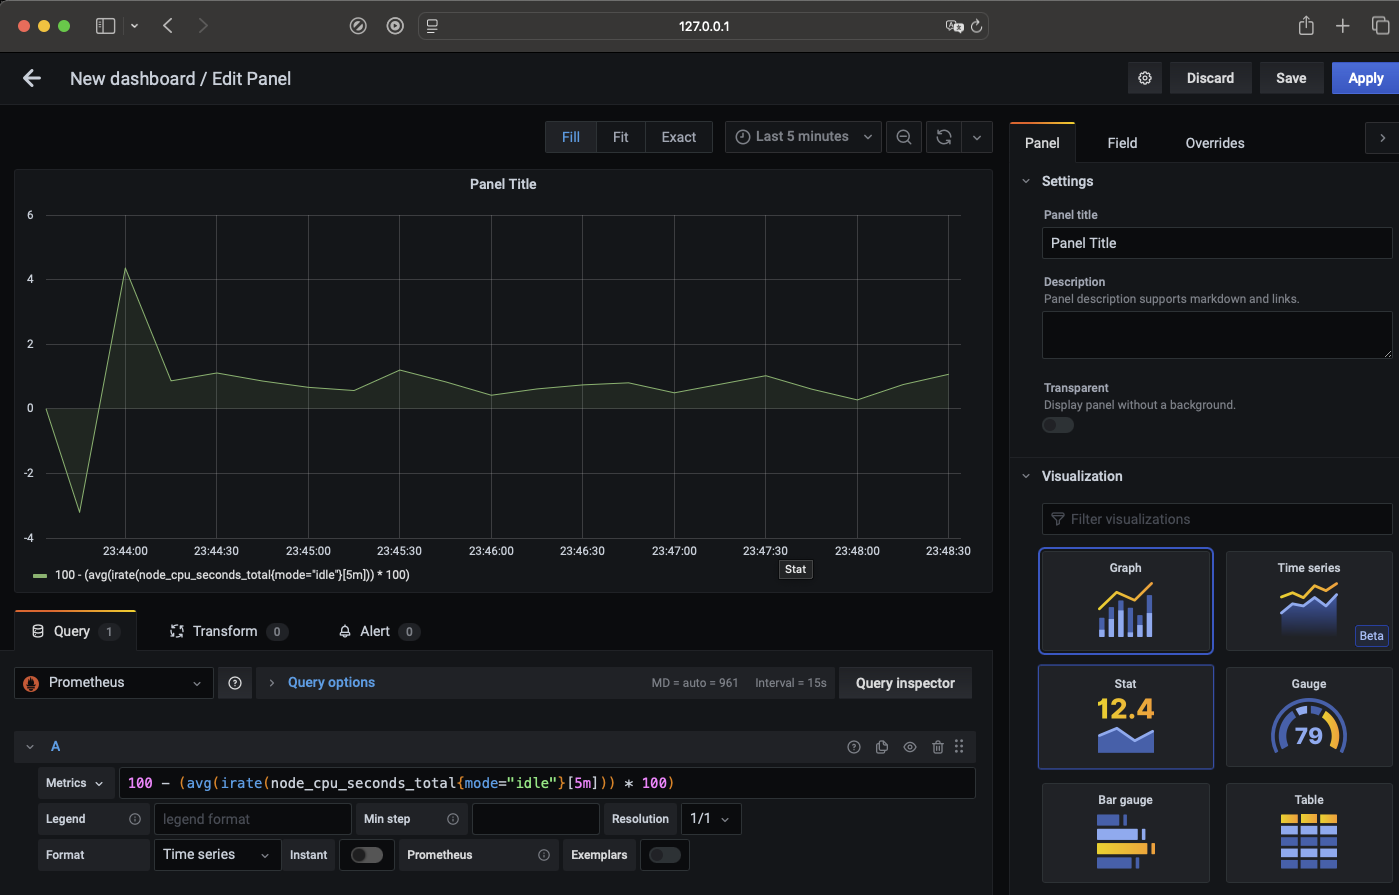 127.0.0.1
New dashboard / Edit Panel
Discard
Save
Apply
Fill
Fit
Exact
Last 5 minutes
Panel Title
6
4
2
0
-2
-4
23:44:00
23:44:30
23:45:00
23:45:30
23:46:00
23:46:30
23:47:00
23:47:30
23:48:00
23:48:30
100 - (avg(irate(node_cpu_seconds_total{mode="idle"}[5m])) * 100)
Stat
Query 1
Transform 0
Alert 0
Prometheus
Query options
MD = auto = 961
Interval = 15s
Query inspector
A
Metrics
100 - (avg(irate(node_cpu_seconds_total{mode="idle"}[5m])) * 100)
Legend
legend format
Min step
Resolution
1/1
Format
Time series
Instant
Prometheus
Exemplars
Panel
Field
Overrides
Settings
Panel title
Panel Title
Description
Panel description supports markdown and links.
Transparent
Display panel without a background.
Visualization
Filter visualizations
Graph
Time series
Beta
Stat
12.4
Gauge
79
Bar gauge
Table